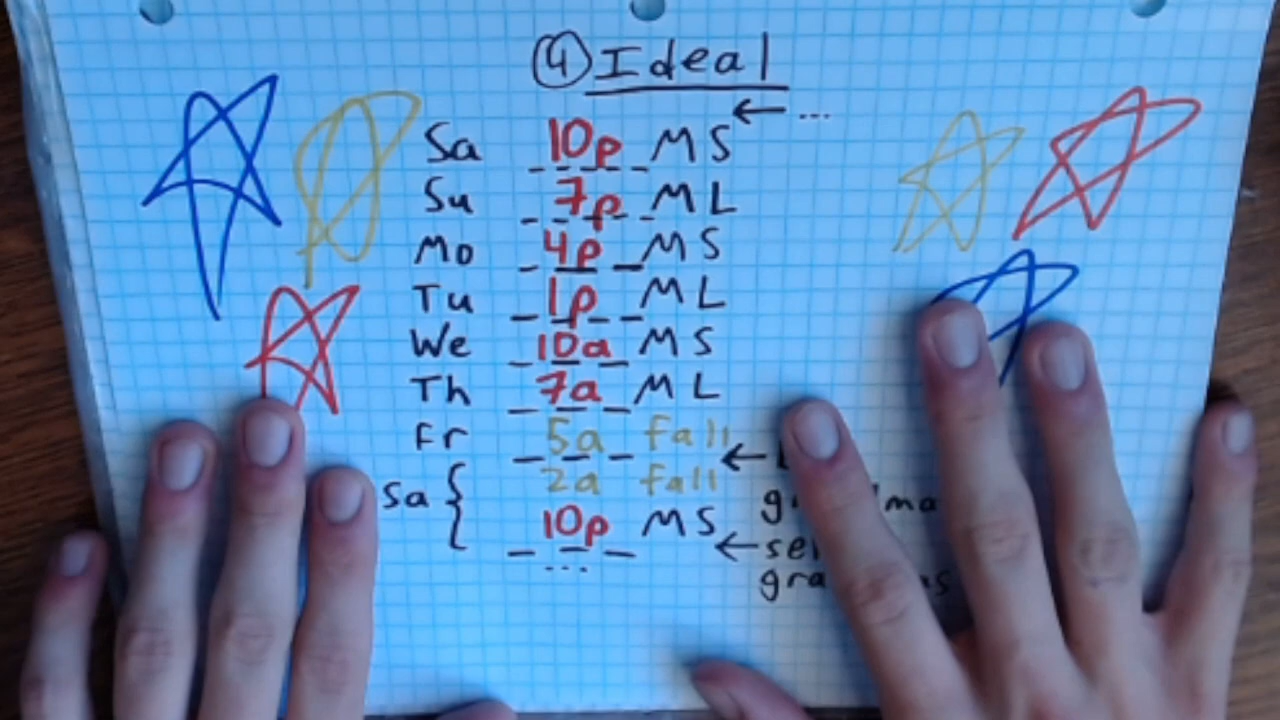 ④ Ideal
← ...
Sa 10p MS
Su 7p ML
Mo 4p MS
Tu 1p ML
We 10a MS
Th 7a ML
Fr 5a fall ←
Sa { 2a fall
10p MS ←
...